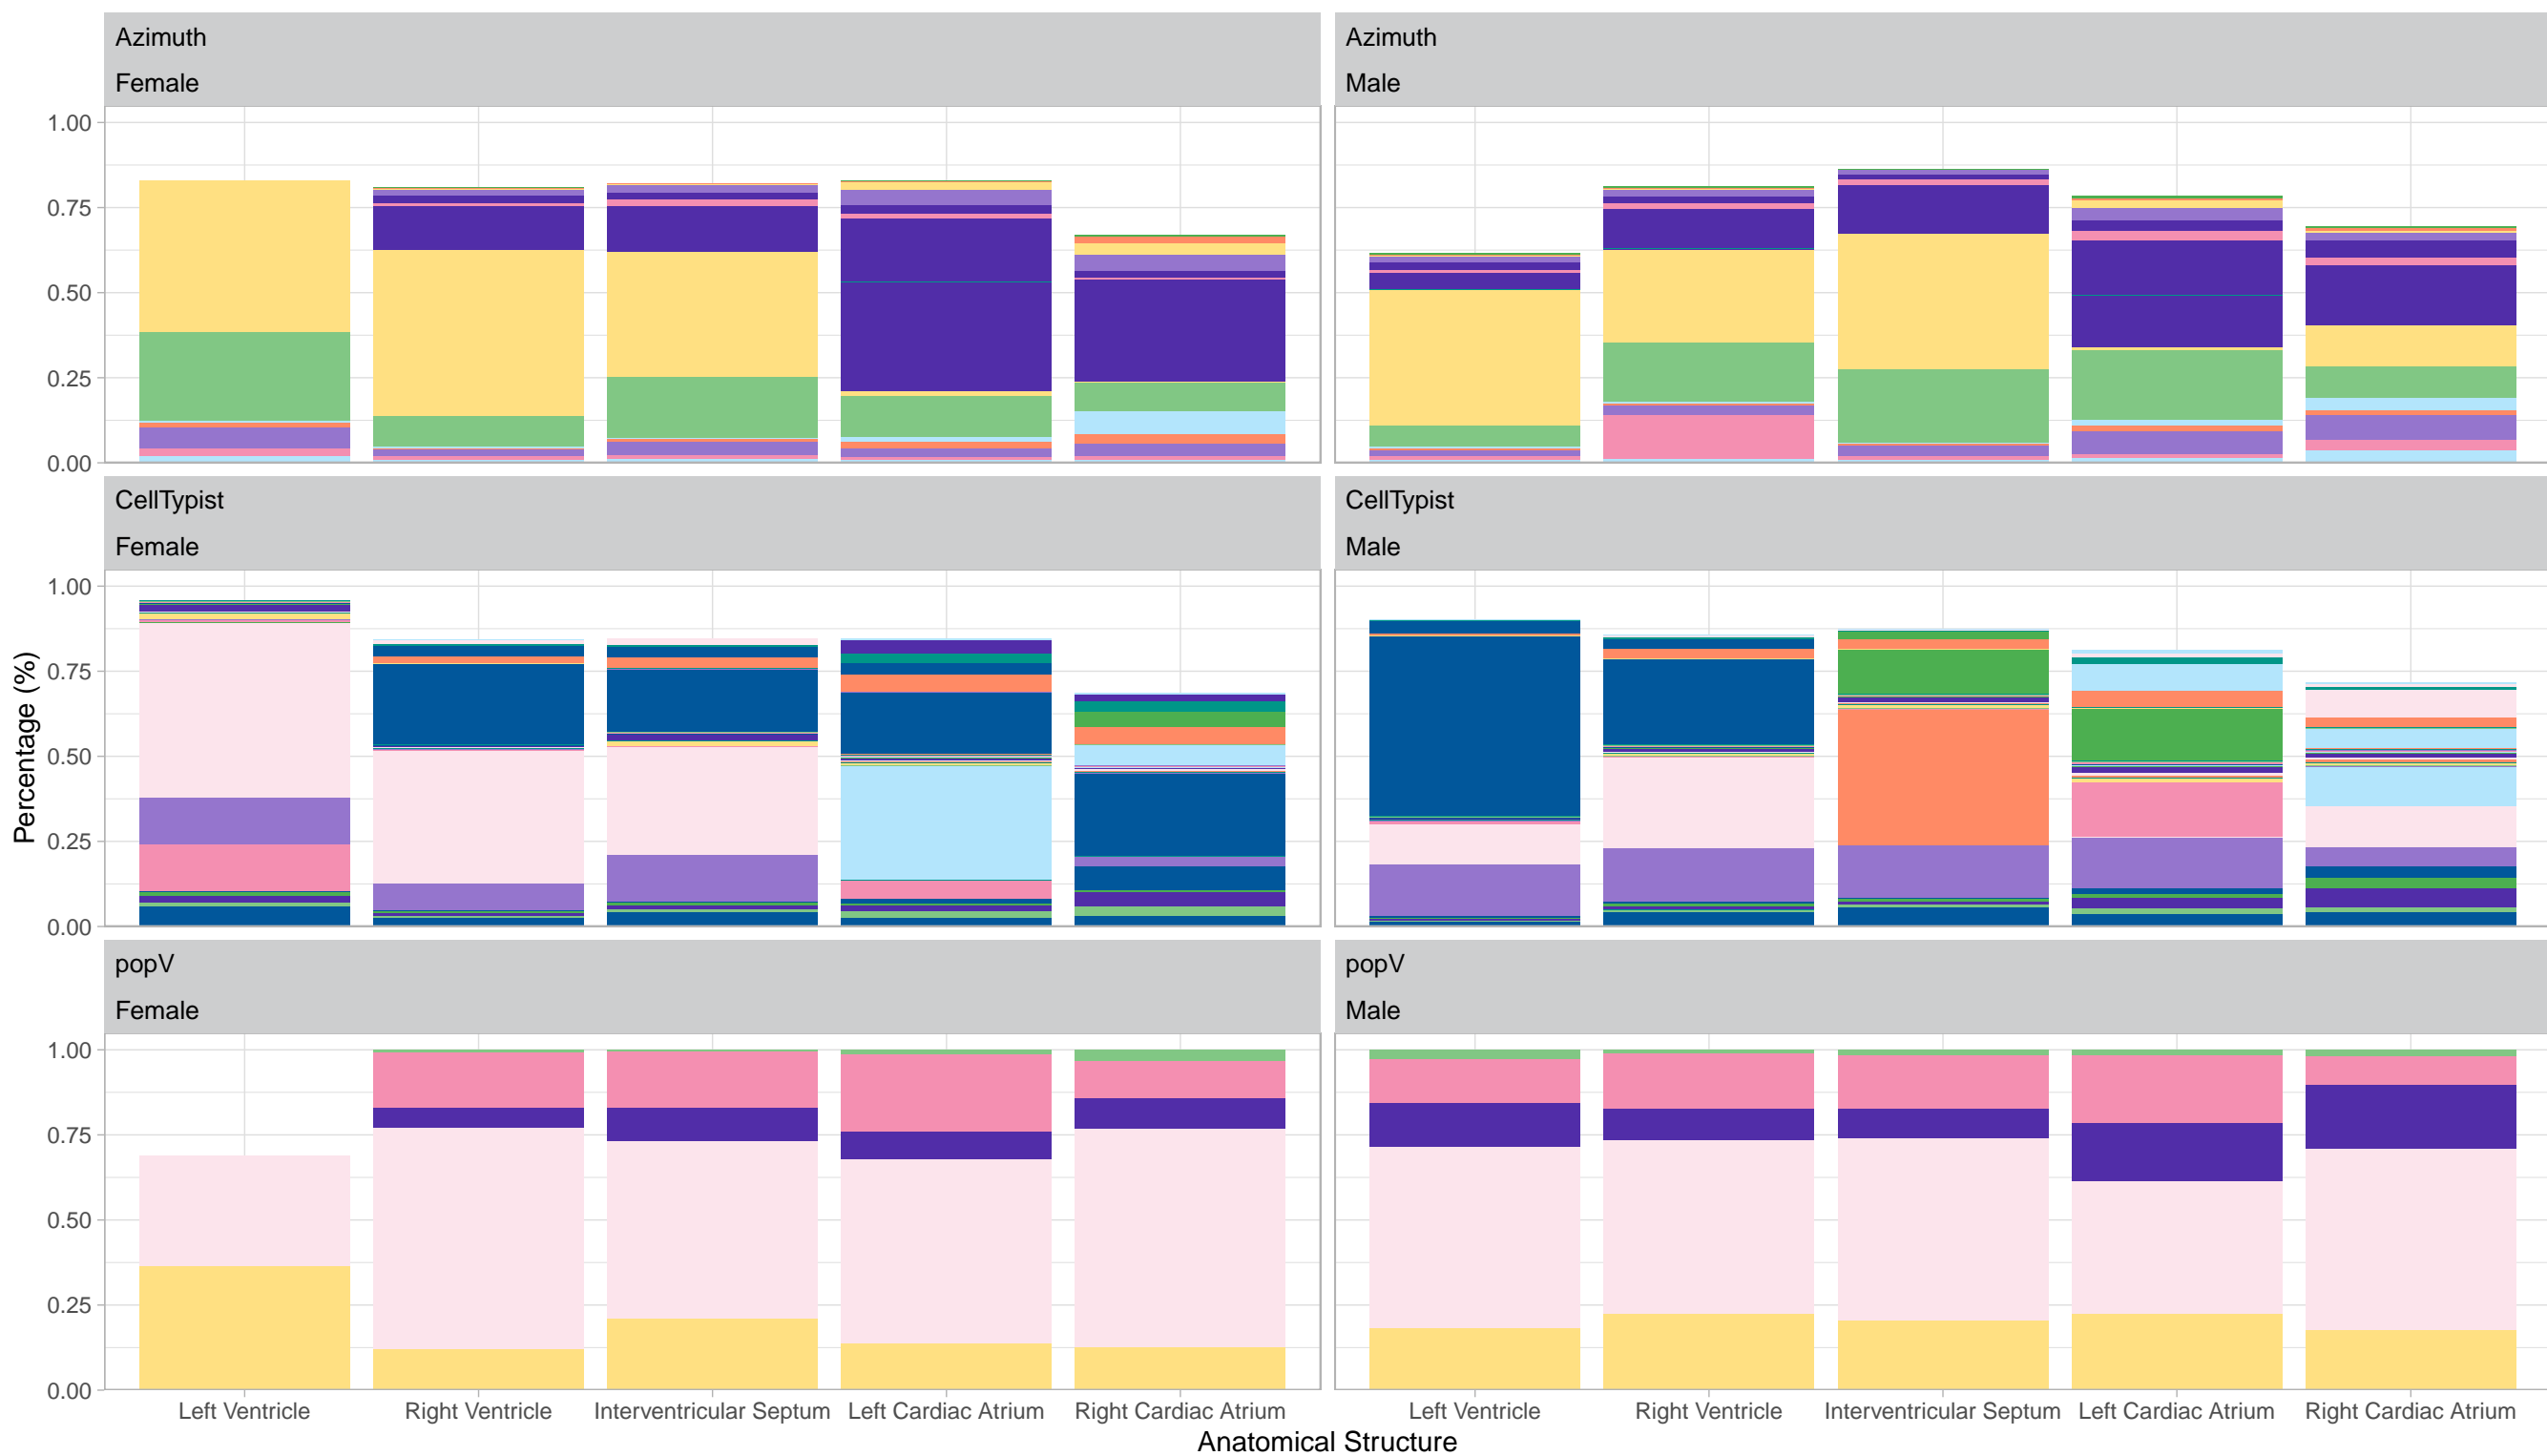 Azimuth
Female
Azimuth
Male
1.00
0.75
0.50
0.25
0.00
CellTypist
Female
CellTypist
Male
1.00
0.75
0.50
0.25
0.00
Percentage (%)
popV
Female
popV
Male
1.00
0.75
0.50
0.25
0.00
Left Ventricle Right Ventricle Interventricular Septum Left Cardiac Atrium Right Cardiac Atrium Left Ventricle Right Ventricle Interventricular Septum Left Cardiac Atrium Right Cardiac Atrium
Anatomical Structure